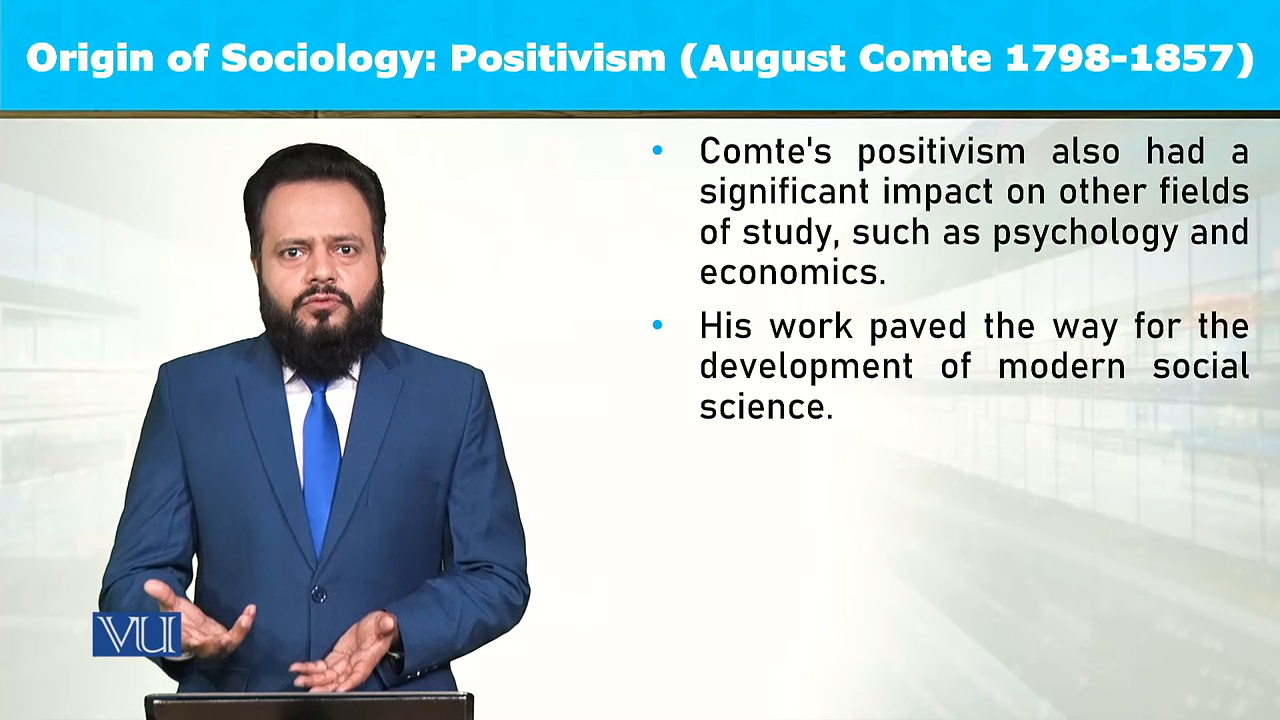 Origin of Sociology: Positivism (August Comte 1798-1857)
• Comte's positivism also had a
significant impact on other fields
of study, such as psychology and
economics.
• His work paved the way for the
development of modern social
science.
VU